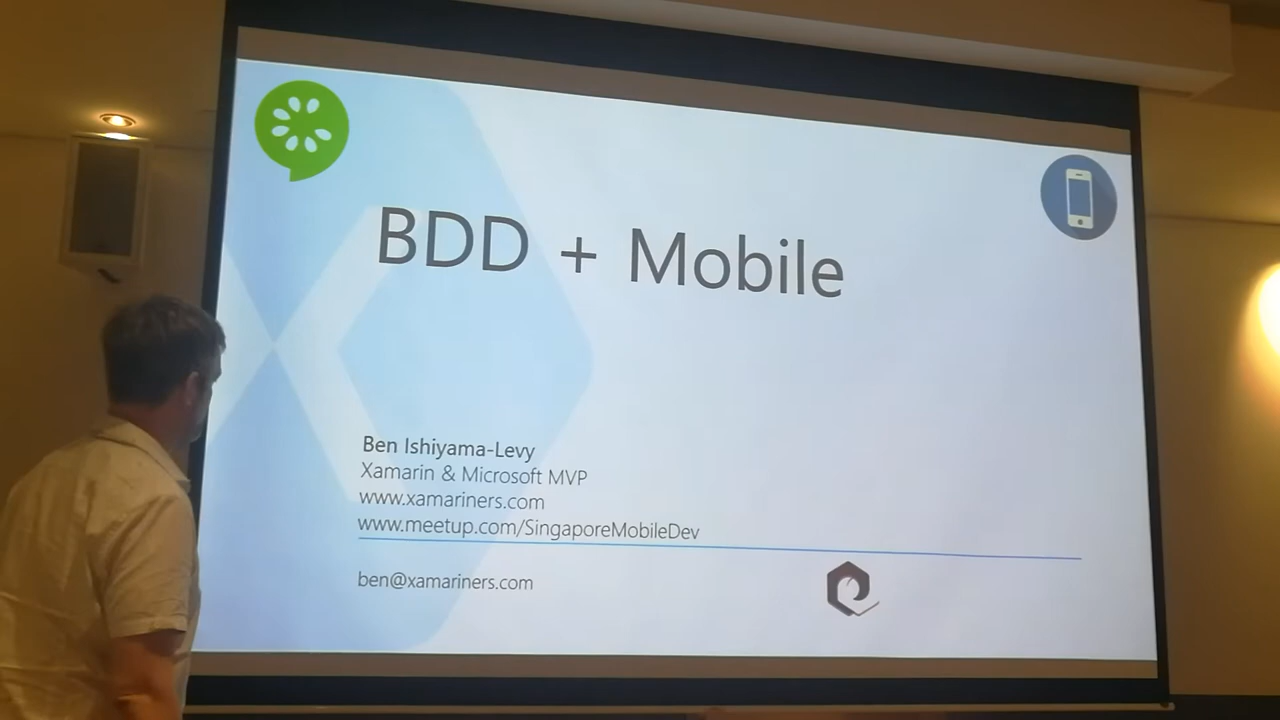 BDD + Mobile
Ben Ishiyama-Levy
Xamarin & Microsoft MVP
www.xamariners.com
www.meetup.com/SingaporeMobileDev
ben@xamariners.com